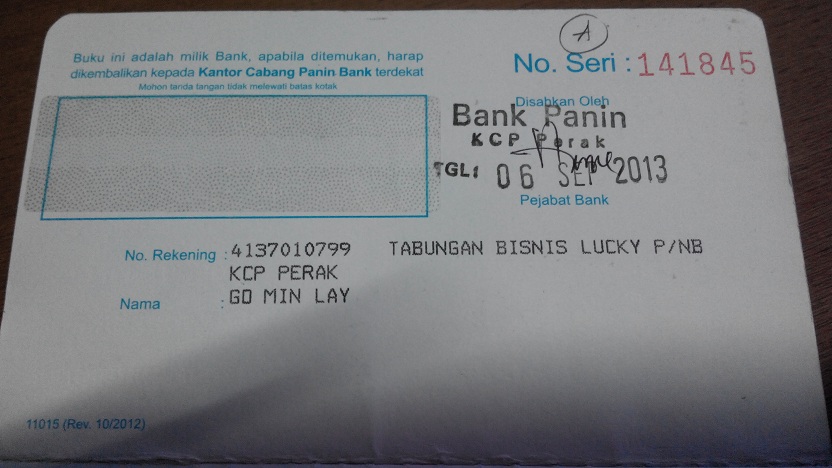 A
Buku ini adalah milik Bank, apabila ditemukan, harap
dikembalikan kepada Kantor Cabang Panin Bank terdekat
Mohon tanda tangan tidak melewati batas kotak
No. Seri : 141845
Disahkan Oleh
Bank Panin
KCP Perak
TGL: 06 SEP 2013
Pejabat Bank
No. Rekening : 4137010799 TABUNGAN BISNIS LUCKY P/NB
KCP PERAK
Nama : GO MIN LAY
11015 (Rev. 10/2012)